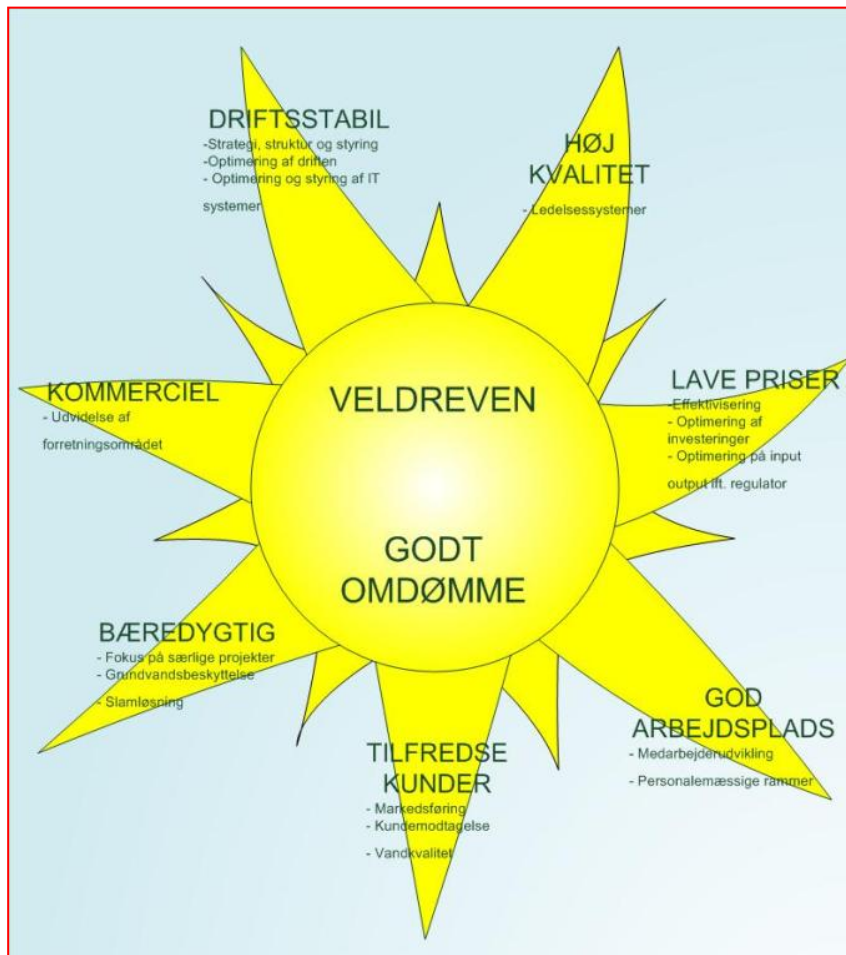 DRIFTSSTABIL
-Strategi, struktur og styring
-Optimering af driften
- Optimering og styring af IT
systemer
HØJ
KVALITET
- Ledelsessystemer
KOMMERCIEL
- Udvidelse af
forretningsområdet
VELDREVEN
GODT
OMDØMME
LAVE PRISER
-Effektivisering
- Optimering af
investeringer
- Optimering på input
output ift. regulator
BÆREDYGTIG
- Fokus på særlige projekter
- Grundvandsbeskyttelse
- Slamløsning
TILFREDSE
KUNDER
- Markedsføring
- Kundemodtagelse
- Vandkvalitet
GOD
ARBEJDSPLADS
- Medarbejderudvikling
- Personalemæssige rammer